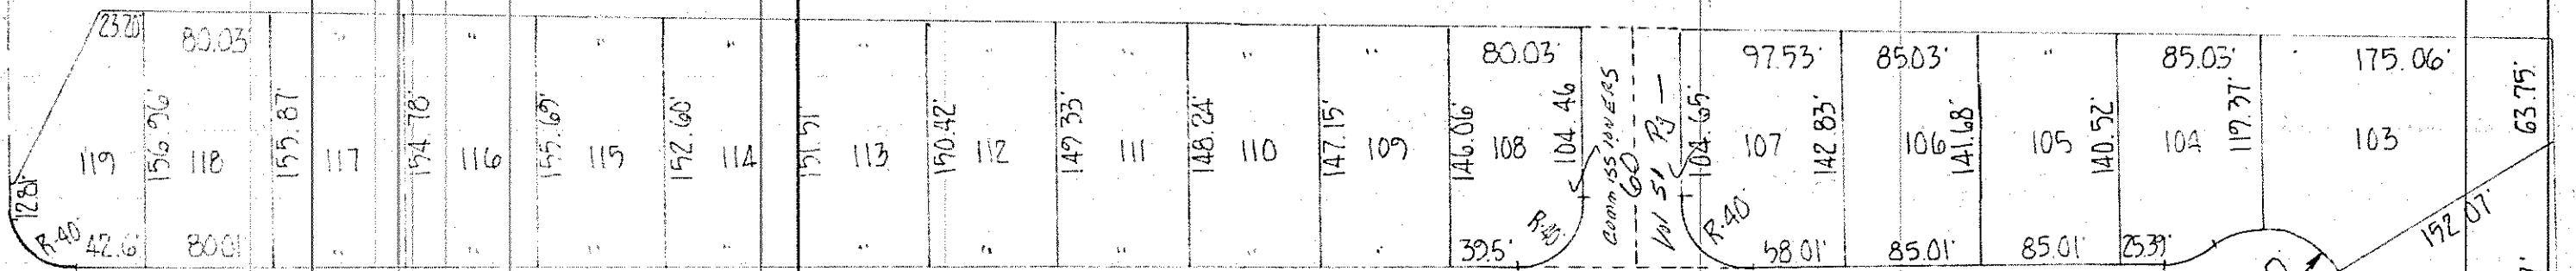 23.20' 80.03' " " " " " " " " " 80.03' 97.53' 85.03' " 85.03' 175.06'
12.81' 119 156.96' 118 155.87' 117 154.78' 116 155.69' 115 152.60' 114 151.51' 113 150.42' 112 149.33' 111 148.24' 110 147.15' 109 146.06' 108 104.46
COMMISSIONERS
60
Vol 51 Pg —
104.65' 107 142.83' 106 141.68' 105 140.52' 104 119.37' 103 63.75'
R-40' 42.6' 80.01 " " " " " " " " " 39.5' R-40' 58.01' 85.01' 85.01' 25.39' 152.07'